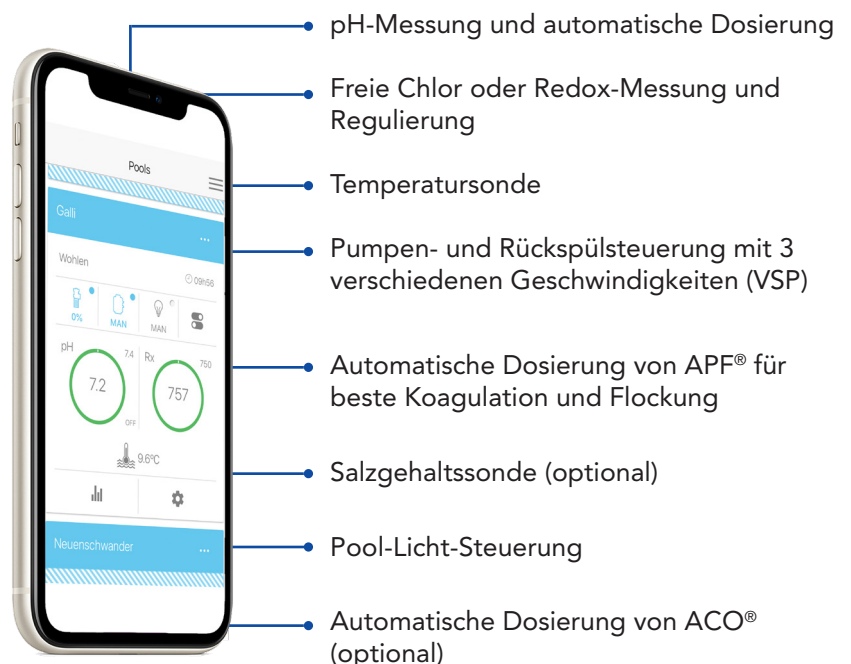 pH-Messung und automatische Dosierung
Freie Chlor oder Redox-Messung und
Regulierung
Temperatursonde
Pumpen- und Rückspülsteuerung mit 3
verschiedenen Geschwindigkeiten (VSP)
Automatische Dosierung von APF® für
beste Koagulation und Flockung
Salzgehaltssonde (optional)
Pool-Licht-Steuerung
Automatische Dosierung von ACO®
(optional)
Pools
Galli
...
Wohlen
09h56
0%
MAN
MAN
pH
7.4
7.2
OFF
Rx
750
757
9.6°C
Neuenschwander
...